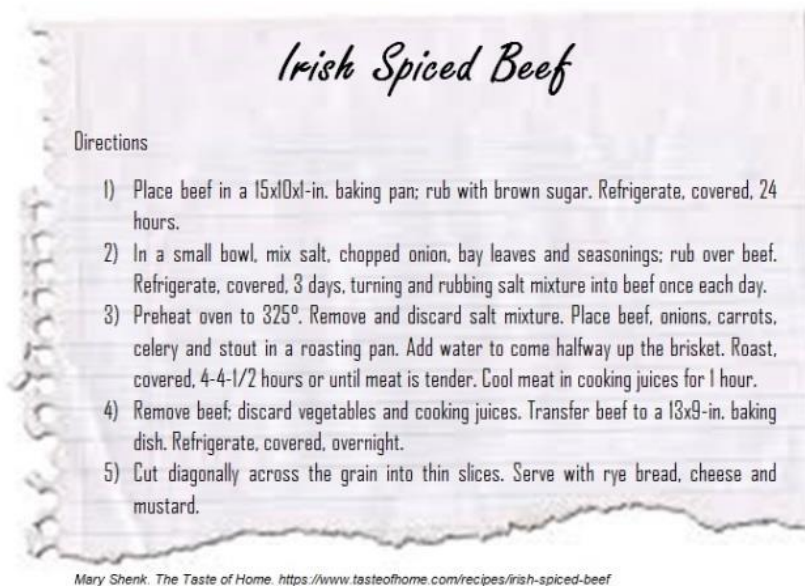 Irish Spiced Beef
Directions
1) Place beef in a 15x10x1-in. baking pan; rub with brown sugar. Refrigerate, covered, 24
hours.
2) In a small bowl, mix salt, chopped onion, bay leaves and seasonings; rub over beef.
Refrigerate, covered, 3 days, turning and rubbing salt mixture into beef once each day.
3) Preheat oven to 325°. Remove and discard salt mixture. Place beef, onions, carrots,
celery and stout in a roasting pan. Add water to come halfway up the brisket. Roast,
covered, 4-4-1/2 hours or until meat is tender. Cool meat in cooking juices for 1 hour.
4) Remove beef; discard vegetables and cooking juices. Transfer beef to a 13x9-in. baking
dish. Refrigerate, covered, overnight.
5) Cut diagonally across the grain into thin slices. Serve with rye bread, cheese and
mustard.
Mary Shenk. The Taste of Home. https://www.tasteofhome.com/recipes/irish-spiced-beef